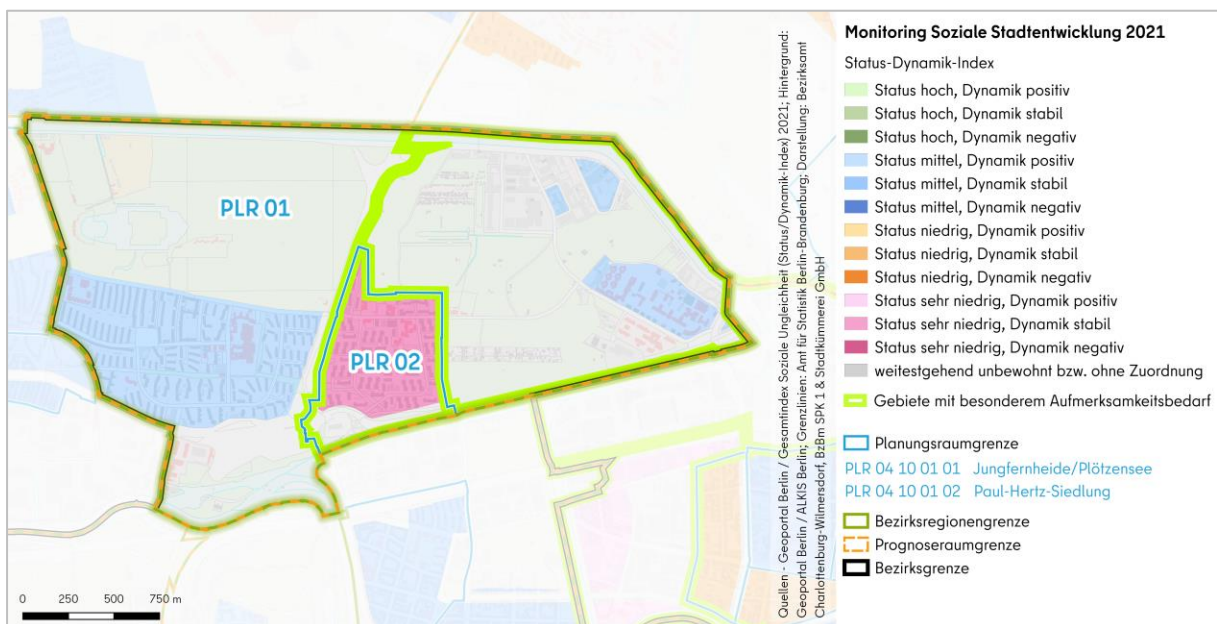 PLR 01
PLR 02
0 250 500 750 m
Quellen - Geoportal Berlin / Gesamtindex Soziale Ungleichheit (Status/Dynamik-Index) 2021; Hintergrund:
Geoportal Berlin / ALKIS Berlin; Grenzlinien: Amt für Statistik Berlin-Brandenburg; Darstellung: Bezirksamt
Charlottenburg-Wilmersdorf, BzBm SPK 1 & Stadtkümmerei GmbH
Monitoring Soziale Stadtentwicklung 2021
Status-Dynamik-Index
Status hoch, Dynamik positiv
Status hoch, Dynamik stabil
Status hoch, Dynamik negativ
Status mittel, Dynamik positiv
Status mittel, Dynamik stabil
Status mittel, Dynamik negativ
Status niedrig, Dynamik positiv
Status niedrig, Dynamik stabil
Status niedrig, Dynamik negativ
Status sehr niedrig, Dynamik positiv
Status sehr niedrig, Dynamik stabil
Status sehr niedrig, Dynamik negativ
weitestgehend unbewohnt bzw. ohne Zuordnung
Gebiete mit besonderem Aufmerksamkeitsbedarf
Planungsraumgrenze
PLR 04 10 01 01 Jungfernheide/Plötzensee
PLR 04 10 01 02 Paul-Hertz-Siedlung
Bezirksregionengrenze
Prognoseraumgrenze
Bezirksgrenze